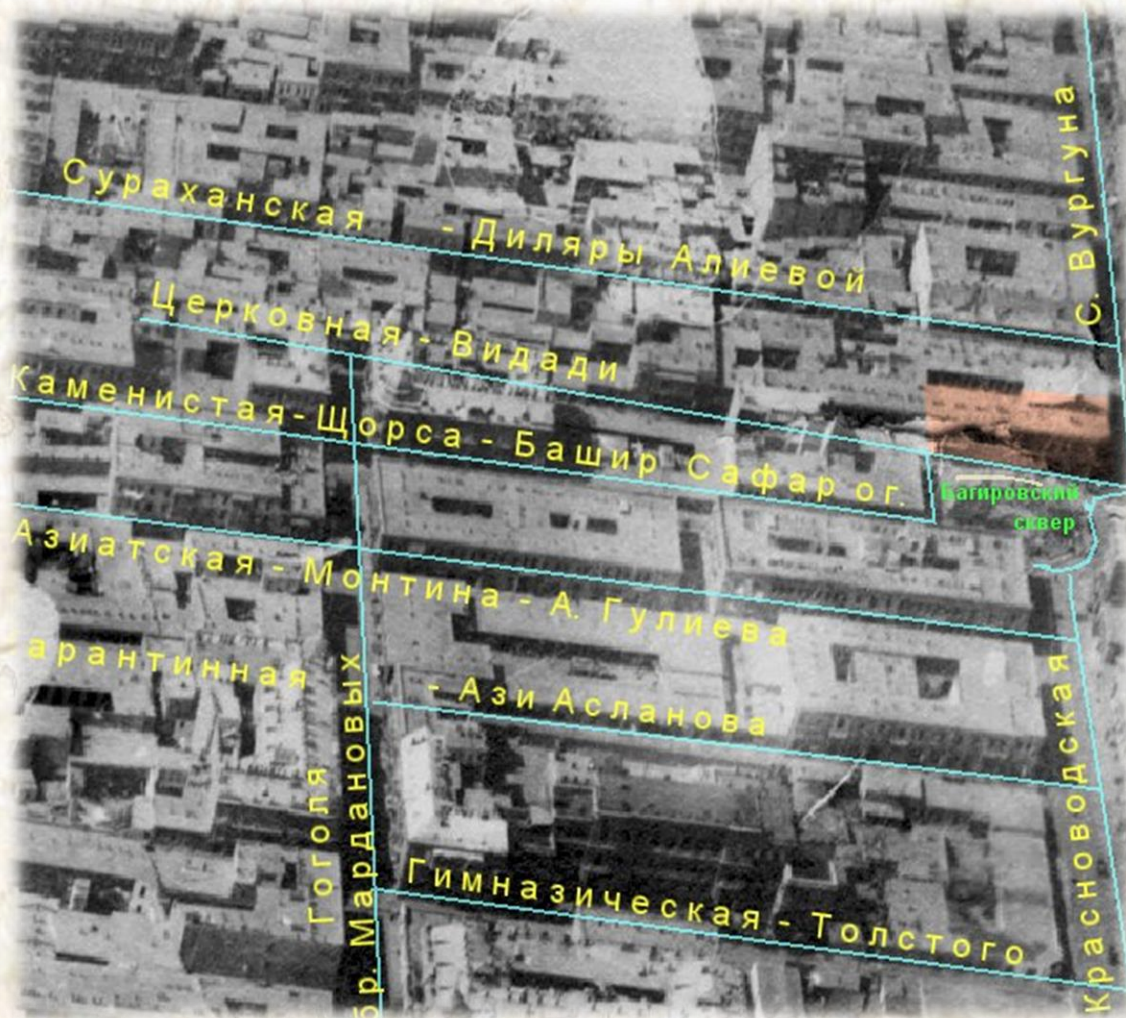 С. Вургуна
Сураханская - Диляры Алиевой
Церковная - Видади
Каменистая - Щорса - Башир Сафар ог.
Багировский
сквер
Азиатская - Монтина - А. Гулиева
арантинная - Ази Асланова
Гоголя
бр. Мардановых
Красноводская
Гимназическая - Толстого